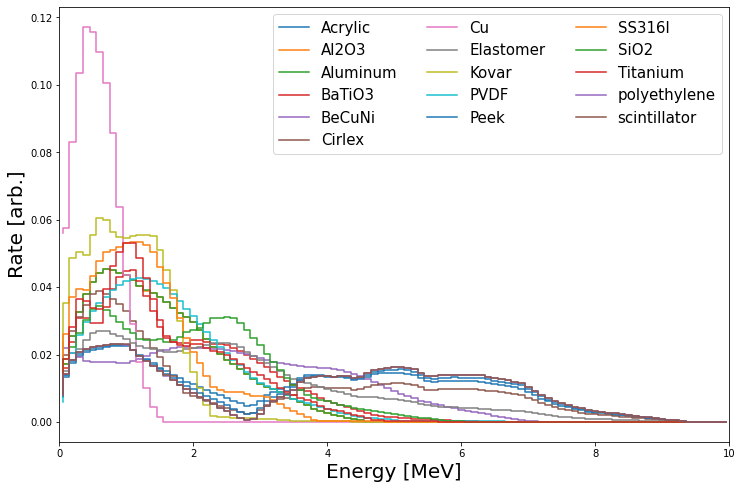 0.12
0.10
0.08
0.06
0.04
0.02
0.00
Rate [arb.]
Acrylic
Al2O3
Aluminum
BaTiO3
BeCuNi
Cirlex
Cu
Elastomer
Kovar
PVDF
Peek
SS316l
SiO2
Titanium
polyethylene
scintillator
0 2 4 6 8 10
Energy [MeV]